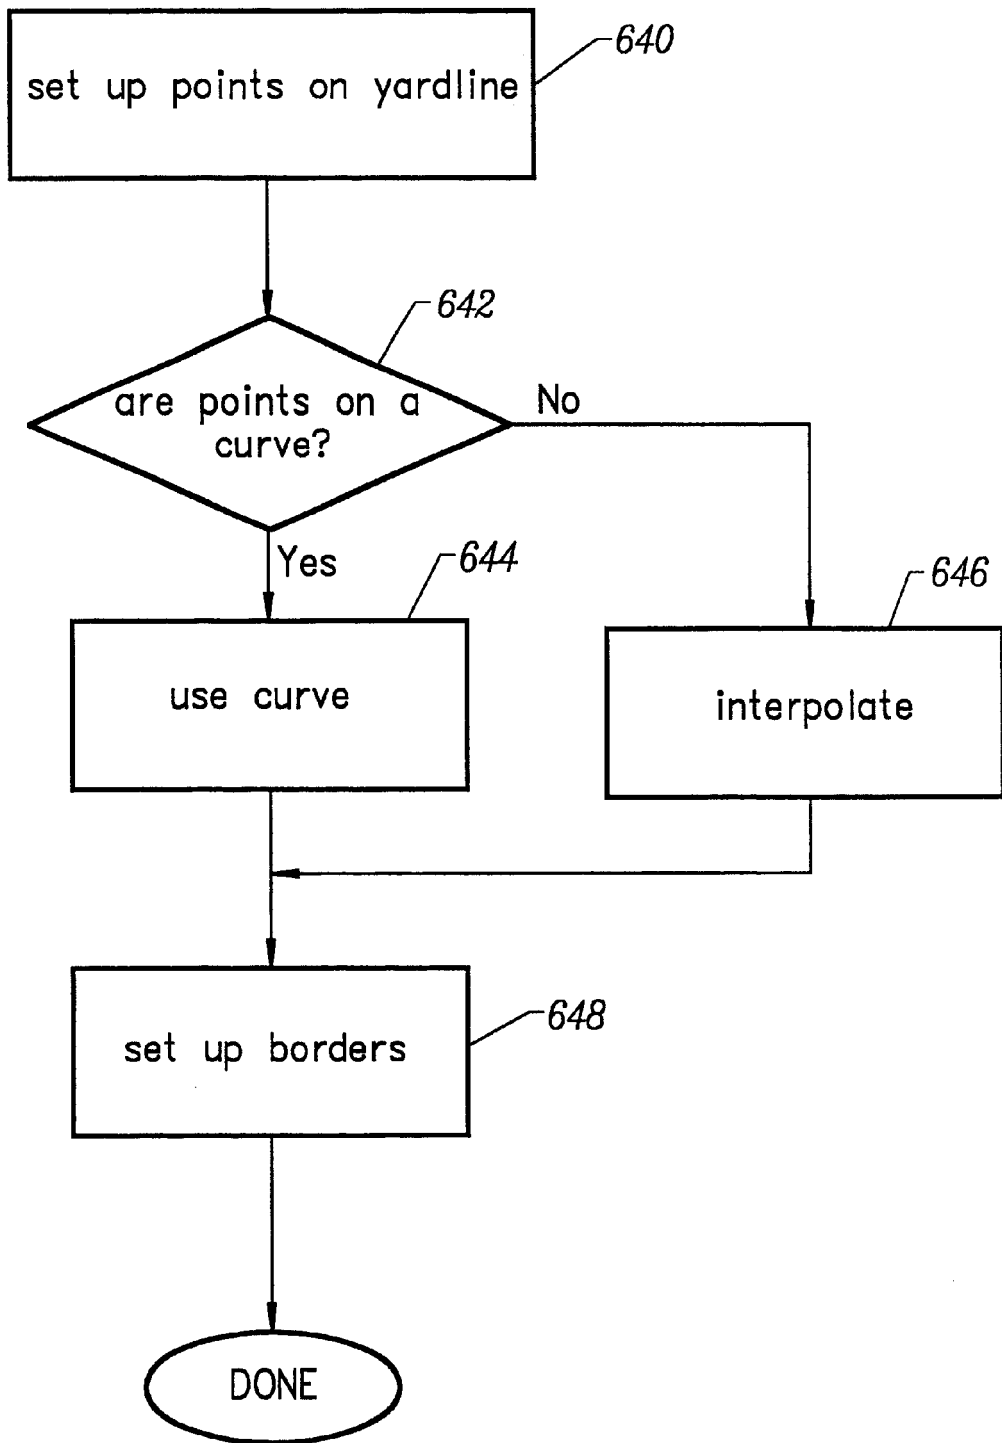 640
set up points on yardline
642
are points on a
curve?
No
Yes
644
646
use curve
interpolate
648
set up borders
DONE